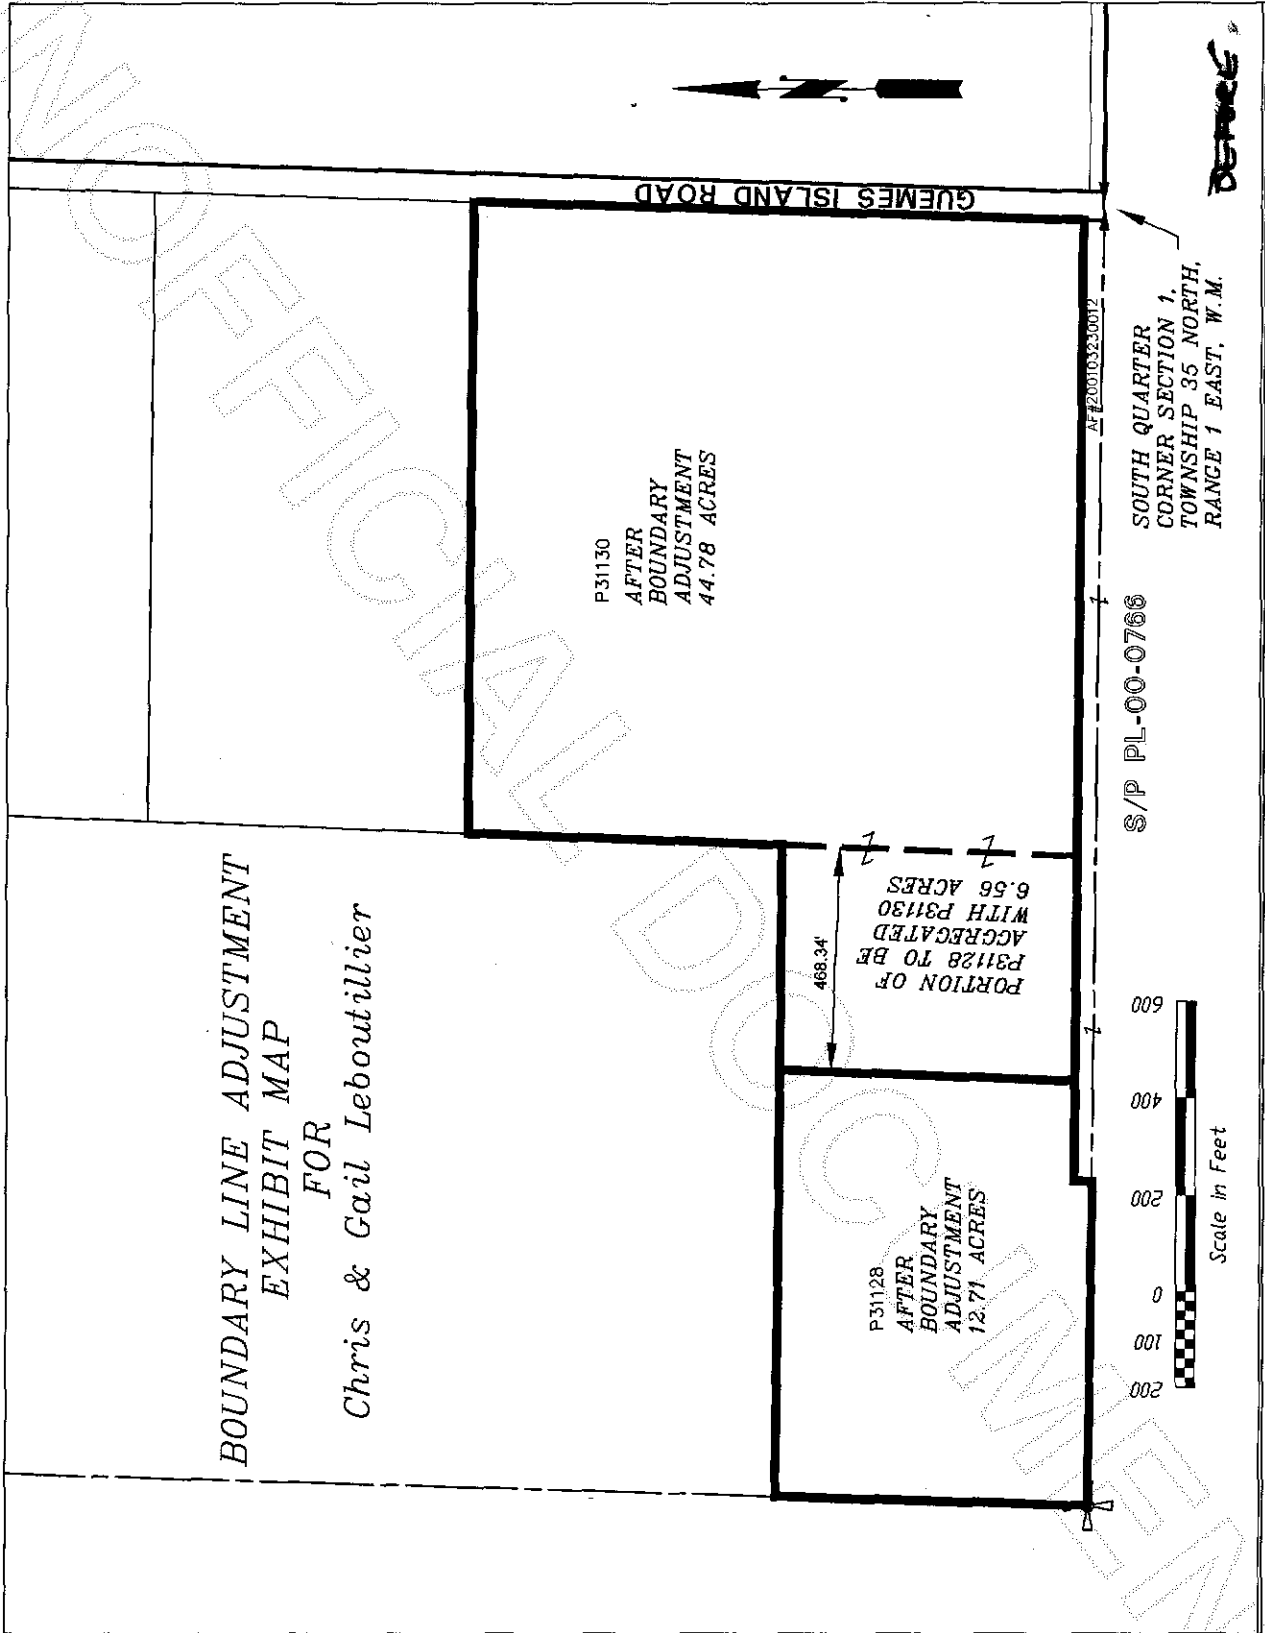 BOUNDARY LINE ADJUSTMENT
EXHIBIT MAP
FOR
Chris & Gail Leboutillier
N
GUEMES ISLAND ROAD
P31130
AFTER
BOUNDARY
ADJUSTMENT
44.78 ACRES
468.34'
PORTION OF
P31128 TO BE
AGGREGATED
WITH P31130
6.56 ACRES
P31128
AFTER
BOUNDARY
ADJUSTMENT
12.71 ACRES
AF#200103230012
SOUTH QUARTER
CORNER SECTION 1,
TOWNSHIP 35 NORTH,
RANGE 1 EAST, W.M.
S/P PL-00-0766
200 100 0 200 400 600
Scale in Feet
UNOFFICIAL DOCUMENT